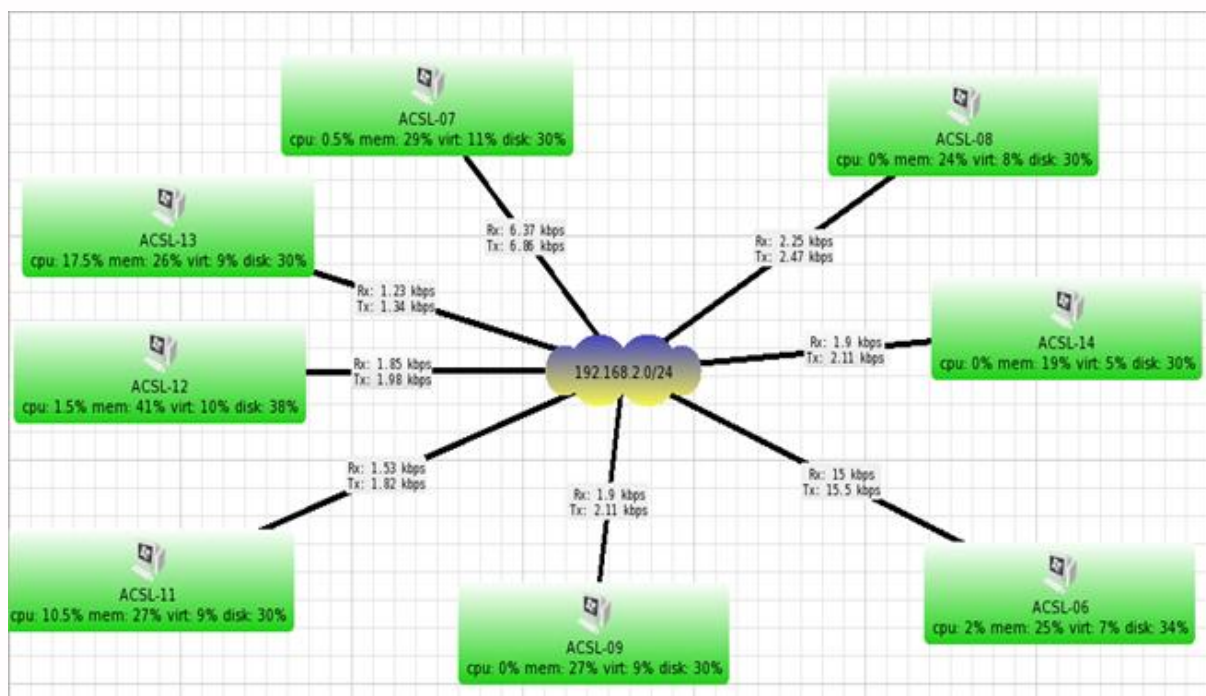 ACSL-07
cpu: 0.5% mem: 29% virt: 11% disk: 30%
ACSL-08
cpu: 0% mem: 24% virt: 8% disk: 30%
ACSL-13
cpu: 17.5% mem: 26% virt: 9% disk: 30%
Rx: 6.37 kbps
Tx: 6.86 kbps
Rx: 2.25 kbps
Tx: 2.47 kbps
Rx: 1.23 kbps
Tx: 1.34 kbps
ACSL-14
cpu: 0% mem: 19% virt: 5% disk: 30%
Rx: 1.9 kbps
Tx: 2.11 kbps
192.168.2.0/24
Rx: 1.85 kbps
Tx: 1.98 kbps
ACSL-12
cpu: 1.5% mem: 41% virt: 10% disk: 38%
Rx: 1.53 kbps
Tx: 1.82 kbps
Rx: 1.9 kbps
Tx: 2.11 kbps
Rx: 15 kbps
Tx: 15.5 kbps
ACSL-11
cpu: 10.5% mem: 27% virt: 9% disk: 30%
ACSL-09
cpu: 0% mem: 27% virt: 9% disk: 30%
ACSL-06
cpu: 2% mem: 25% virt: 7% disk: 34%